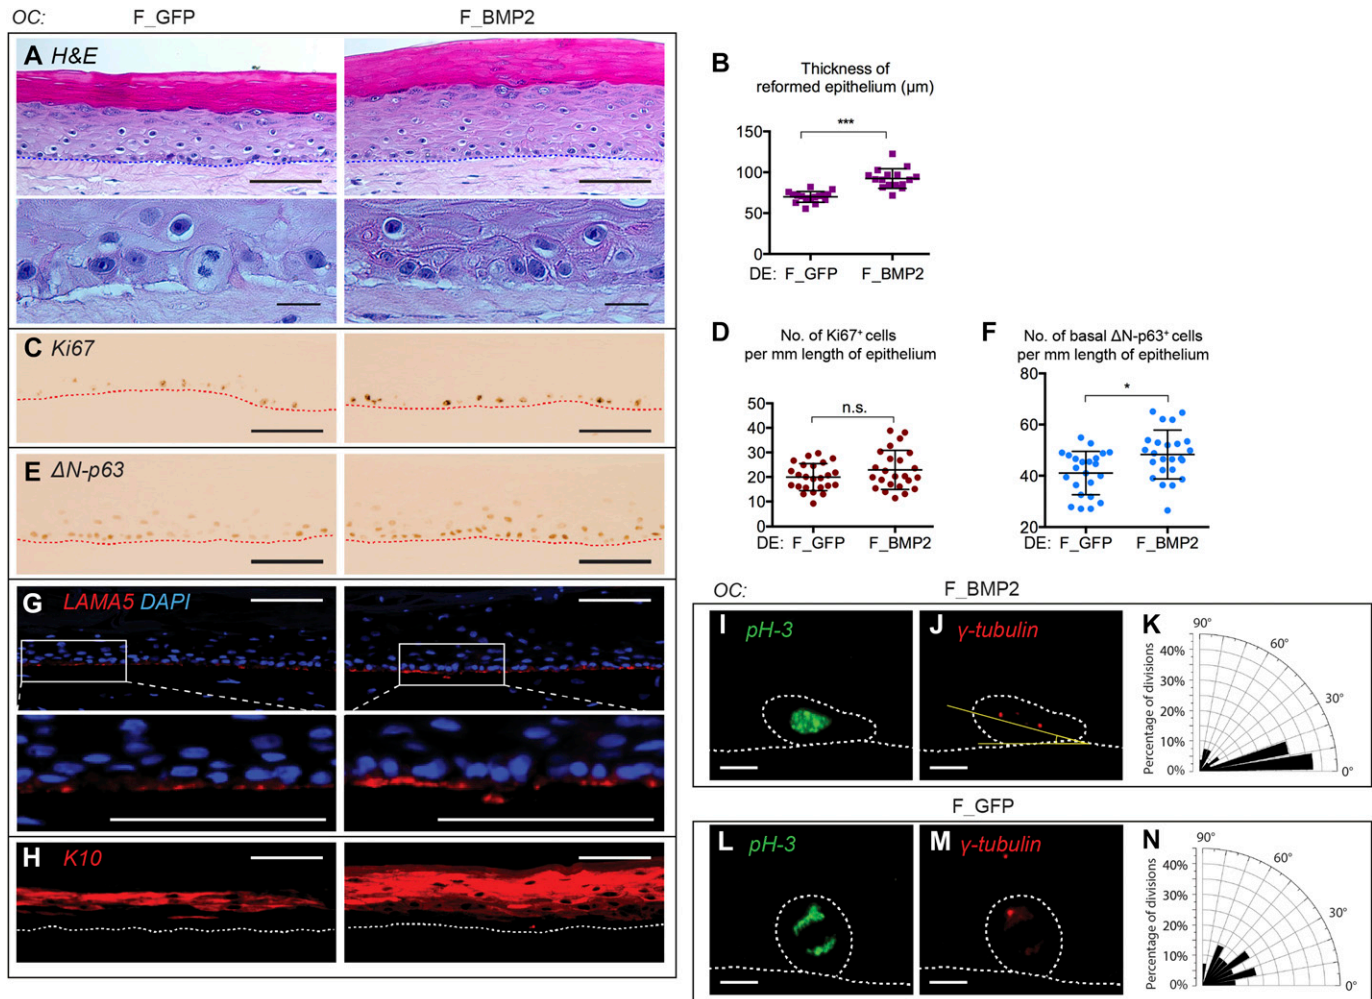 OC: F_GFP F_BMP2
A H&E
C Ki67
E ΔN-p63
G LAMA5 DAPI
H K10
B Thickness of
reformed epithelium (µm)
150
100
50
0
***
DE: F_GFP F_BMP2
D No. of Ki67+ cells
per mm length of epithelium
50
40
30
20
10
0
n.s.
DE: F_GFP F_BMP2
F No. of basal ΔN-p63+ cells
per mm length of epithelium
80
60
40
20
*
DE: F_GFP F_BMP2
OC: F_BMP2
I pH-3
J γ-tubulin
K
Percentage of divisions
40%
30%
40%
20%
10%
0%
90°
60°
30°
0°
F_GFP
L pH-3
M γ-tubulin
N
Percentage of divisions
40%
30%
20%
10%
0%
90°
60°
30°
0°